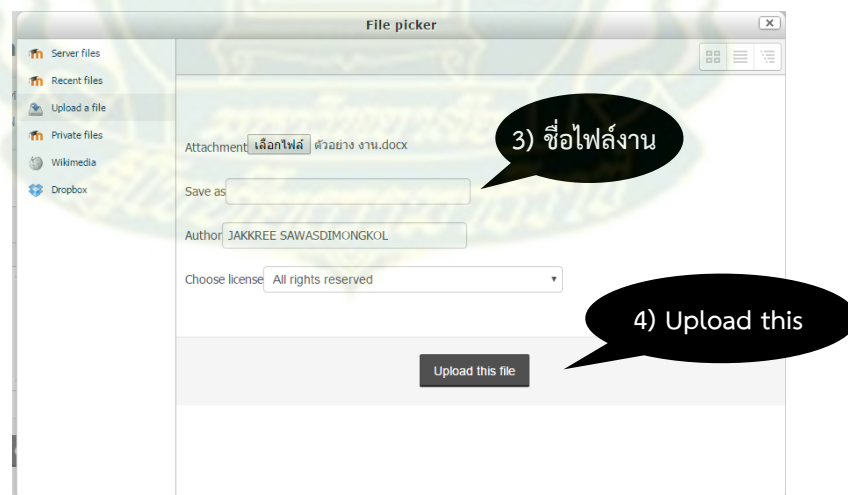 File picker
Server files
Recent files
Upload a file
Private files
Wikimedia
Dropbox
Attachment เลือกไฟล์ ตัวอย่าง งาน.docx
3) ชื่อไฟล์งาน
Save as
Author JAKKREE SAWASDIMONGKOL
Choose license All rights reserved
4) Upload this
Upload this file